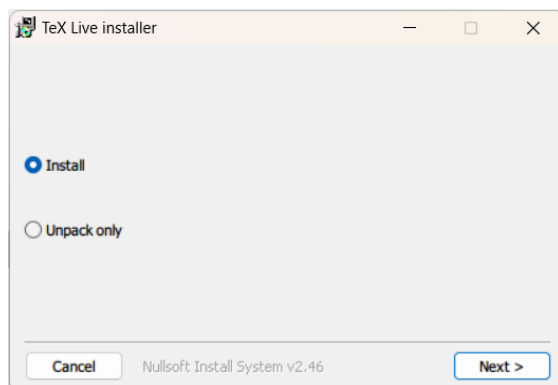 TeX Live installer
Install
Unpack only
Cancel
Nullsoft Install System v2.46
Next >